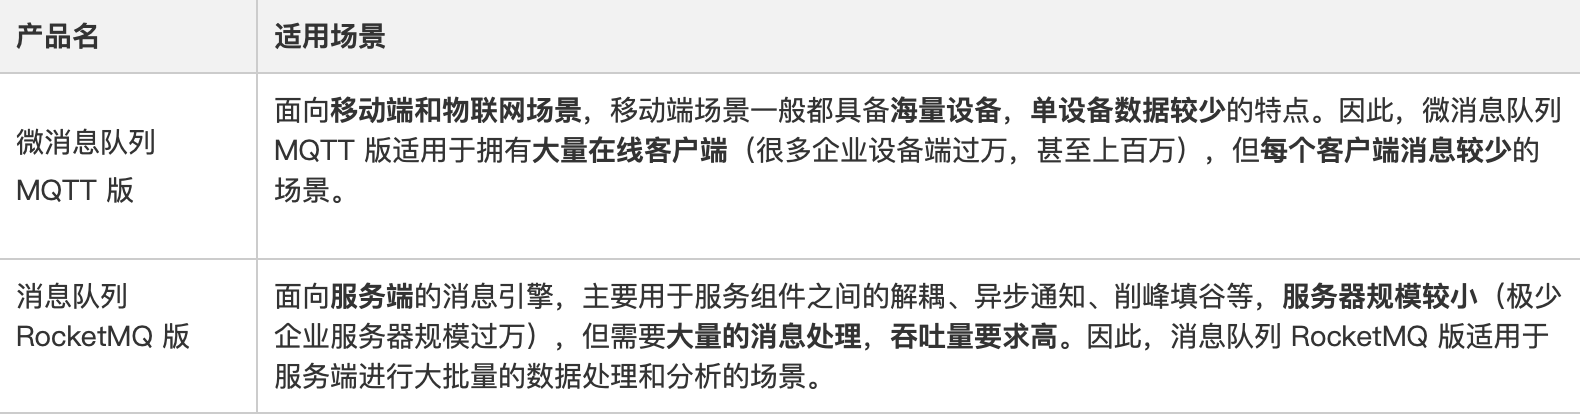 产品名
适用场景
微消息队列
MQTT 版
面向移动端和物联网场景，移动端场景一般都具备海量设备，单设备数据较少的特点。因此，微消息队列
MQTT 版适用于拥有大量在线客户端（很多企业设备端过万，甚至上百万），但每个客户端消息较少的
场景。
消息队列
RocketMQ 版
面向服务端的消息引擎，主要用于服务组件之间的解耦、异步通知、削峰填谷等，服务器规模较小（极少
企业服务器规模过万），但需要大量的消息处理，吞吐量要求高。因此，消息队列 RocketMQ 版适用于
服务端进行大批量的数据处理和分析的场景。